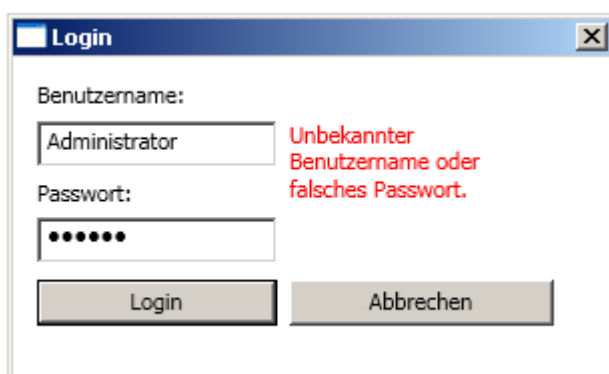 Login
Benutzername:
Administrator
Unbekannter
Benutzername oder
falsches Passwort.
Passwort:
••••••
Login
Abbrechen